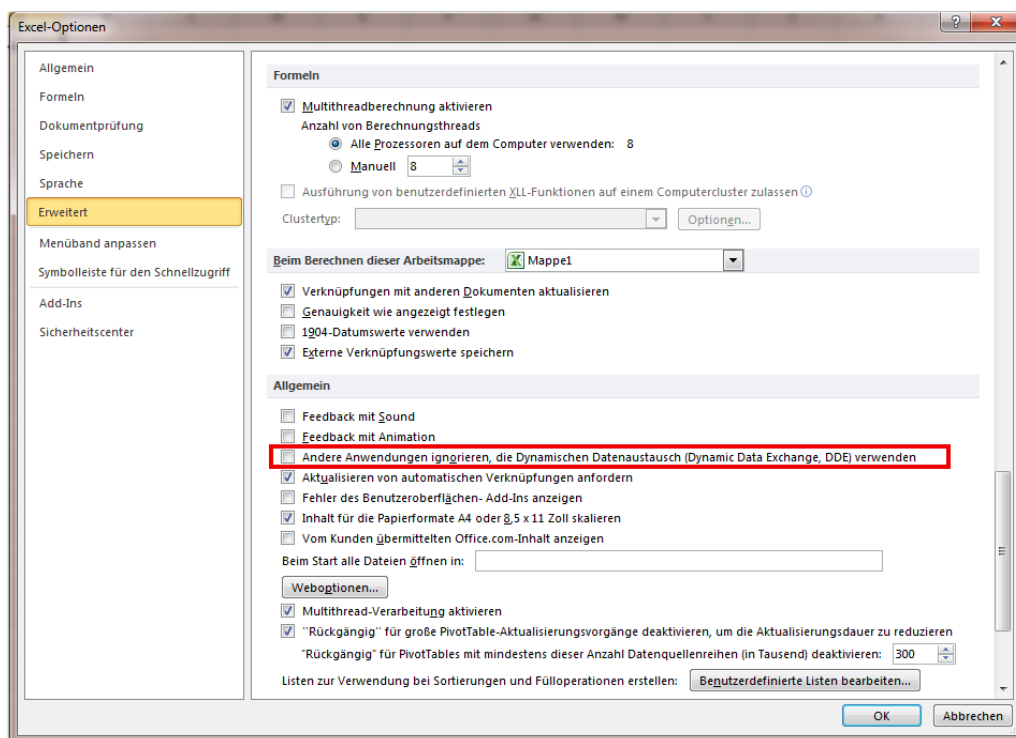 Excel-Optionen
Allgemein
Formeln
Dokumentprüfung
Speichern
Sprache
Erweitert
Menüband anpassen
Symbolleiste für den Schnellzugriff
Add-Ins
Sicherheitscenter
Formeln
Multithreadberechnung aktivieren
Anzahl von Berechnungsthreads
Alle Prozessoren auf dem Computer verwenden: 8
Manuell 8
Ausführung von benutzerdefinierten XLL-Funktionen auf einem Computercluster zulassen
Clustertyp: Optionen...
Beim Berechnen dieser Arbeitsmappe: Mappe1
Verknüpfungen mit anderen Dokumenten aktualisieren
Genauigkeit wie angezeigt festlegen
1904-Datumswerte verwenden
Externe Verknüpfungswerte speichern
Allgemein
Feedback mit Sound
Feedback mit Animation
Andere Anwendungen ignorieren, die Dynamischen Datenaustausch (Dynamic Data Exchange, DDE) verwenden
Aktualisieren von automatischen Verknüpfungen anfordern
Fehler des Benutzeroberflächen- Add-Ins anzeigen
Inhalt für die Papierformate A4 oder 8,5 x 11 Zoll skalieren
Vom Kunden übermittelten Office.com-Inhalt anzeigen
Beim Start alle Dateien öffnen in:
Weboptionen...
Multithread-Verarbeitung aktivieren
"Rückgängig" für große PivotTable-Aktualisierungsvorgänge deaktivieren, um die Aktualisierungsdauer zu reduzieren
"Rückgängig" für PivotTables mit mindestens dieser Anzahl Datenquellenreihen (in Tausend) deaktivieren: 300
Listen zur Verwendung bei Sortierungen und Fülloperationen erstellen: Benutzerdefinierte Listen bearbeiten...
OK Abbrechen